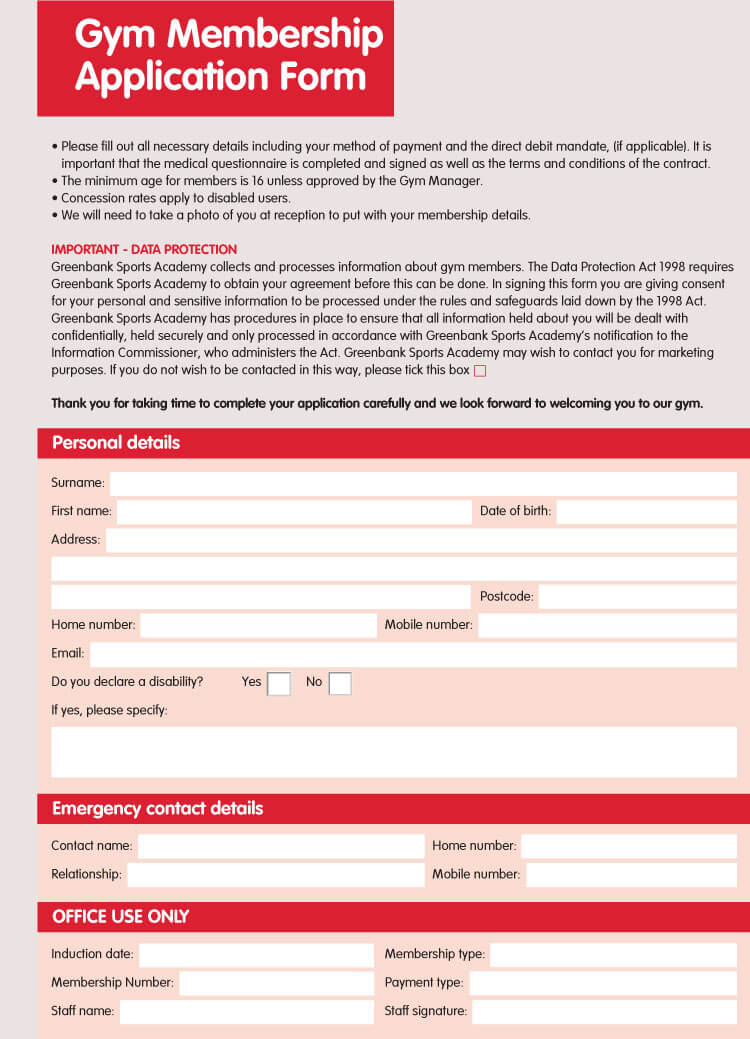 Gym Membership
Application Form
• Please fill out all necessary details including your method of payment and the direct debit mandate, (if applicable). It is
important that the medical questionnaire is completed and signed as well as the terms and conditions of the contract.
• The minimum age for members is 16 unless approved by the Gym Manager.
• Concession rates apply to disabled users.
• We will need to take a photo of you at reception to put with your membership details.
IMPORTANT - DATA PROTECTION
Greenbank Sports Academy collects and processes information about gym members. The Data Protection Act 1998 requires
Greenbank Sports Academy to obtain your agreement before this can be done. In signing this form you are giving consent
for your personal and sensitive information to be processed under the rules and safeguards laid down by the 1998 Act.
Greenbank Sports Academy has procedures in place to ensure that all information held about you will be dealt with
confidentially, held securely and only processed in accordance with Greenbank Sports Academy's notification to the
Information Commissioner, who administers the Act. Greenbank Sports Academy may wish to contact you for marketing
purposes. If you do not wish to be contacted in this way, please tick this box
Thank you for taking time to complete your application carefully and we look forward to welcoming you to our gym.
Personal details
Surname:
First name: Date of birth:
Address:
Postcode:
Home number: Mobile number:
Email:
Do you declare a disability? Yes No
If yes, please specify:
Emergency contact details
Contact name: Home number:
Relationship: Mobile number:
OFFICE USE ONLY
Induction date: Membership type:
Membership Number: Payment type:
Staff name: Staff signature: